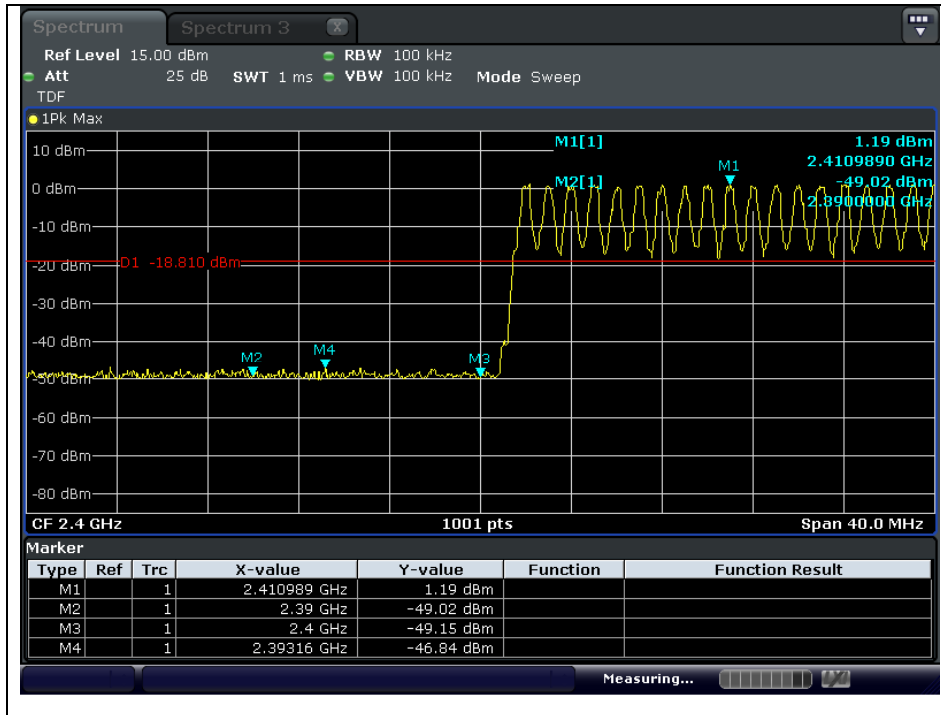 Spectrum Spectrum 3 X
Ref Level 15.00 dBm RBW 100 kHz
Att 25 dB SWT 1 ms VBW 100 kHz Mode Sweep
TDF
1Pk Max
M1[1] 1.19 dBm
2.4109890 GHz
M2[1] -49.02 dBm
2.3900000 GHz
10 dBm
M1
0 dBm
-10 dBm
-20 dBm
D1 -18.810 dBm
-30 dBm
-40 dBm
M2 M4 M3
-50 dBm
-60 dBm
-70 dBm
-80 dBm
CF 2.4 GHz 1001 pts Span 40.0 MHz
Marker
Type Ref Trc X-value Y-value Function Function Result
M1 1 2.410989 GHz 1.19 dBm
M2 1 2.39 GHz -49.02 dBm
M3 1 2.4 GHz -49.15 dBm
M4 1 2.39316 GHz -46.84 dBm
Measuring...